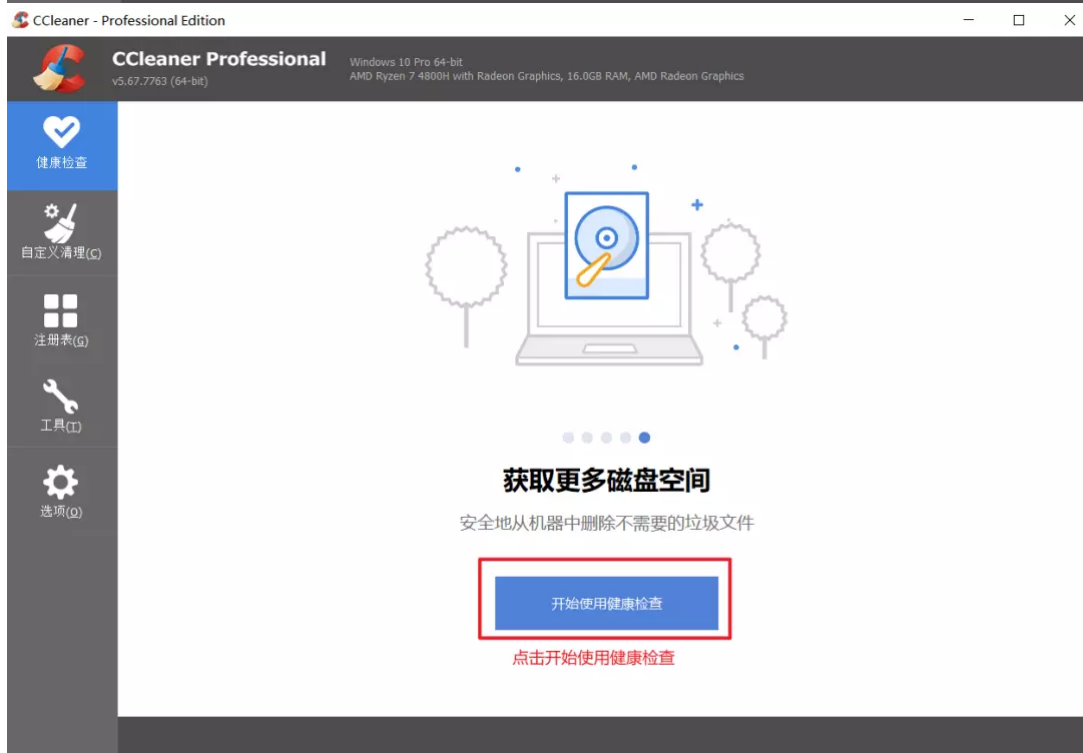 CCleaner - Professional Edition
CCleaner Professional
v5.67.7763 (64-bit)
Windows 10 Pro 64-bit
AMD Ryzen 7 4800H with Radeon Graphics, 16.0GB RAM, AMD Radeon Graphics
健康检查
自定义清理(C)
注册表(G)
工具(T)
选项(O)
获取更多磁盘空间
安全地从机器中删除不需要的垃圾文件
开始使用健康检查
点击开始使用健康检查